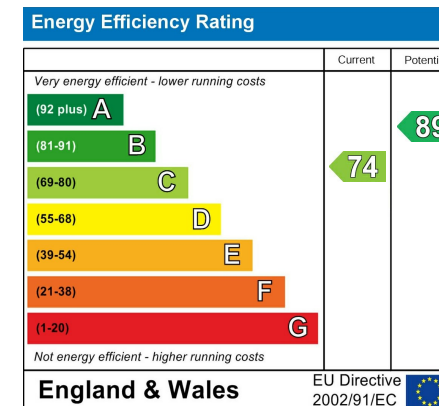 Energy Efficiency Rating
Current Potenti
Very energy efficient - lower running costs
(92 plus) A
(81-91) B
(69-80) C
(55-68) D
(39-54) E
(21-38) F
(1-20) G
74
89
Not energy efficient - higher running costs
England & Wales
EU Directive
2002/91/EC